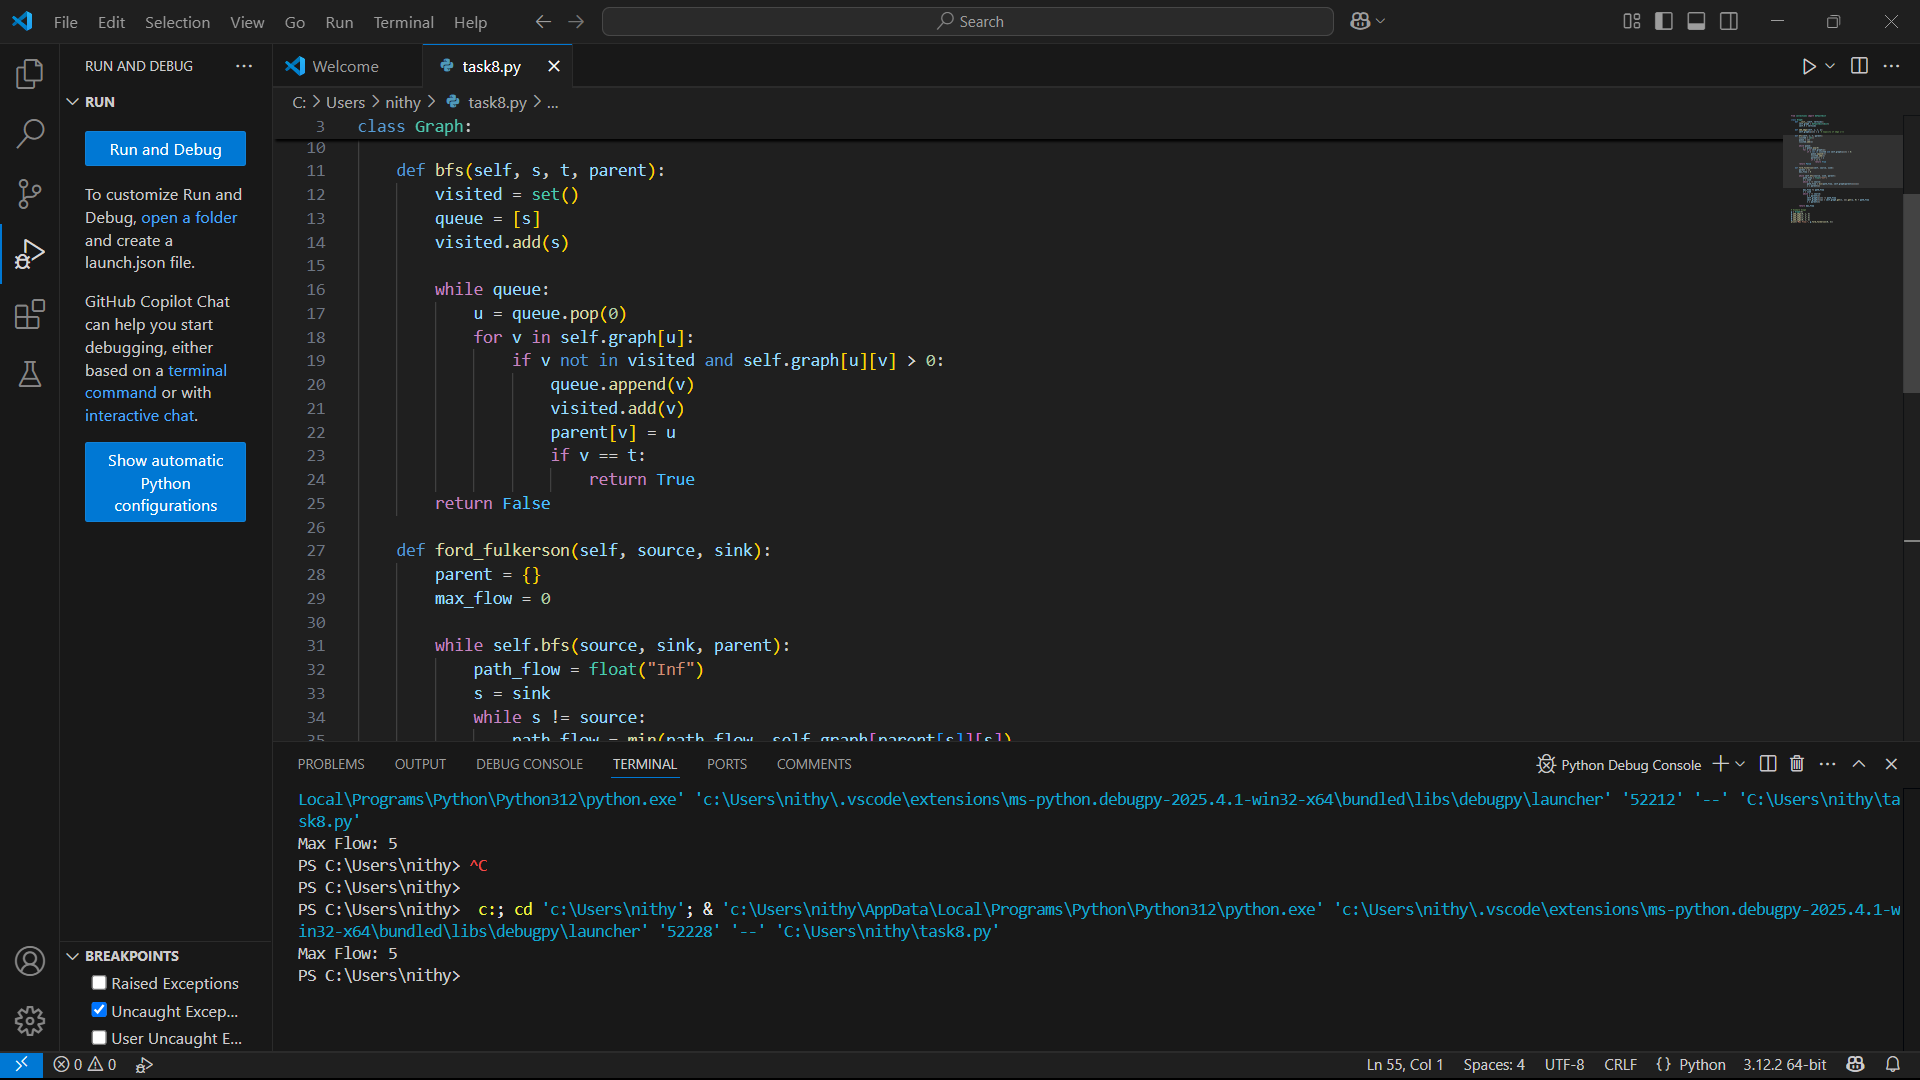 File Edit Selection View Go Run Terminal Help
Search
RUN AND DEBUG
RUN
Run and Debug
To customize Run and
Debug, open a folder
and create a
launch.json file.
GitHub Copilot Chat
can help you start
debugging, either
based on a terminal
command or with
interactive chat.
Show automatic
Python
configurations
BREAKPOINTS
Raised Exceptions
Uncaught Excep...
User Uncaught E...
Welcome
task8.py
C: > Users > nithy > task8.py > ...
3 class Graph:
10
11 def bfs(self, s, t, parent):
12 visited = set()
13 queue = [s]
14 visited.add(s)
15
16 while queue:
17 u = queue.pop(0)
18 for v in self.graph[u]:
19 if v not in visited and self.graph[u][v] > 0:
20 queue.append(v)
21 visited.add(v)
22 parent[v] = u
23 if v == t:
24 return True
25 return False
26
27 def ford_fulkerson(self, source, sink):
28 parent = {}
29 max_flow = 0
30
31 while self.bfs(source, sink, parent):
32 path_flow = float("Inf")
33 s = sink
34 while s != source:
35 path_flow = min(path_flow, self.graph[parent[s]][s])
PROBLEMS OUTPUT DEBUG CONSOLE TERMINAL PORTS COMMENTS
Python Debug Console
Local\Programs\Python\Python312\python.exe' 'c:\Users\nithy\.vscode\extensions\ms-python.debugpy-2025.4.1-win32-x64\bundled\libs\debugpy\launcher' '52212' '--' 'C:\Users\nithy\ta
sk8.py'
Max Flow: 5
PS C:\Users\nithy> ^C
PS C:\Users\nithy>
PS C:\Users\nithy> c:; cd 'c:\Users\nithy'; & 'c:\Users\nithy\AppData\Local\Programs\Python\Python312\python.exe' 'c:\Users\nithy\.vscode\extensions\ms-python.debugpy-2025.4.1-w
in32-x64\bundled\libs\debugpy\launcher' '52228' '--' 'C:\Users\nithy\task8.py'
Max Flow: 5
PS C:\Users\nithy>
0 0
Ln 55, Col 1 Spaces: 4 UTF-8 CRLF {} Python 3.12.2 64-bit